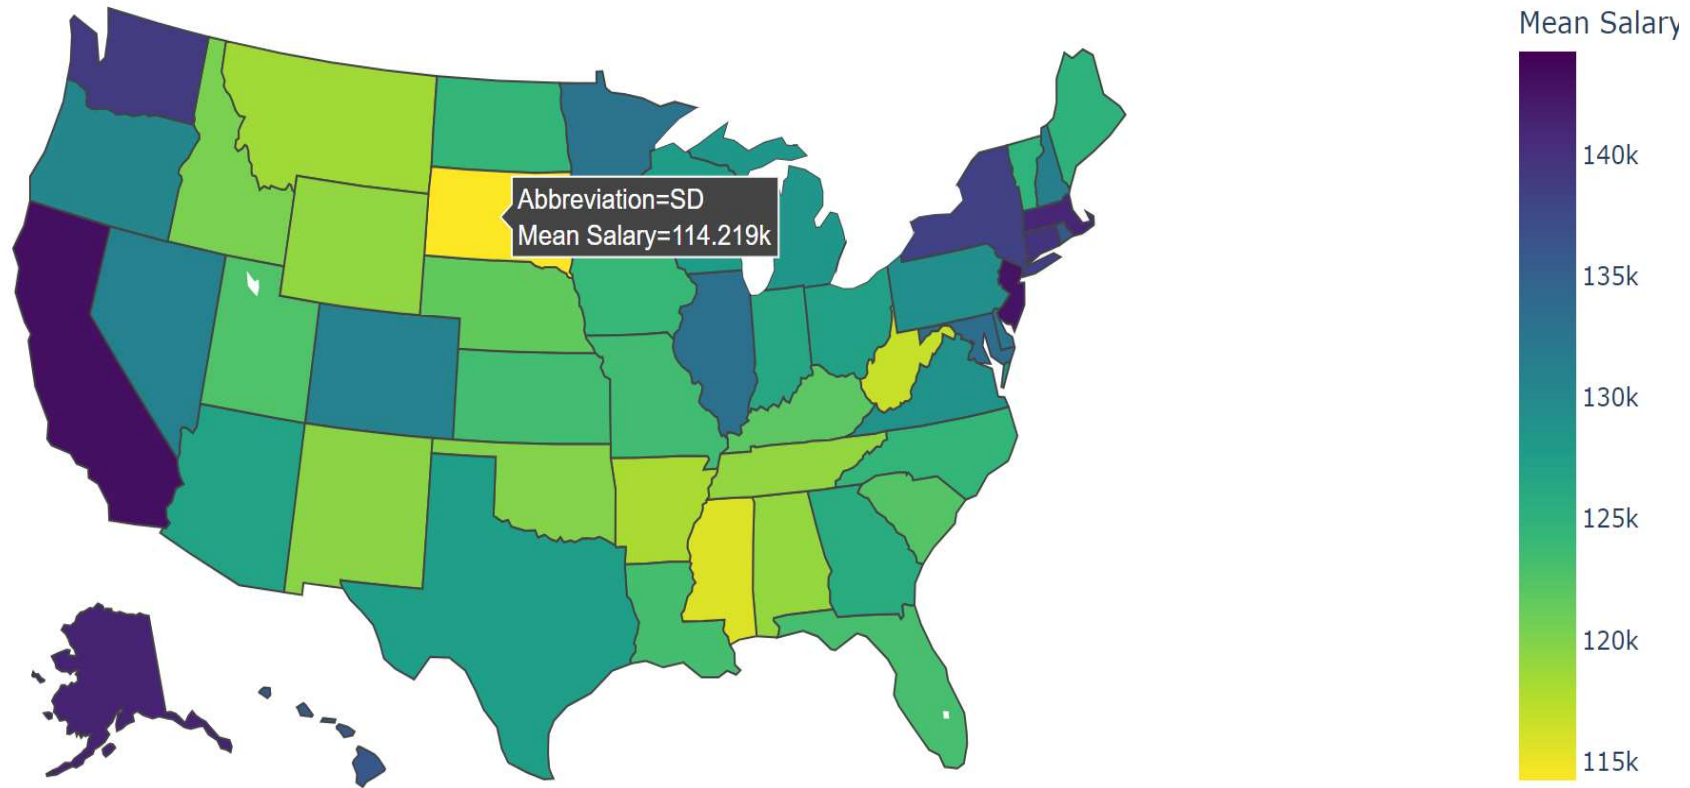 Mean Salary
Abbreviation=SD
Mean Salary=114.219k
140k
135k
130k
125k
120k
115k